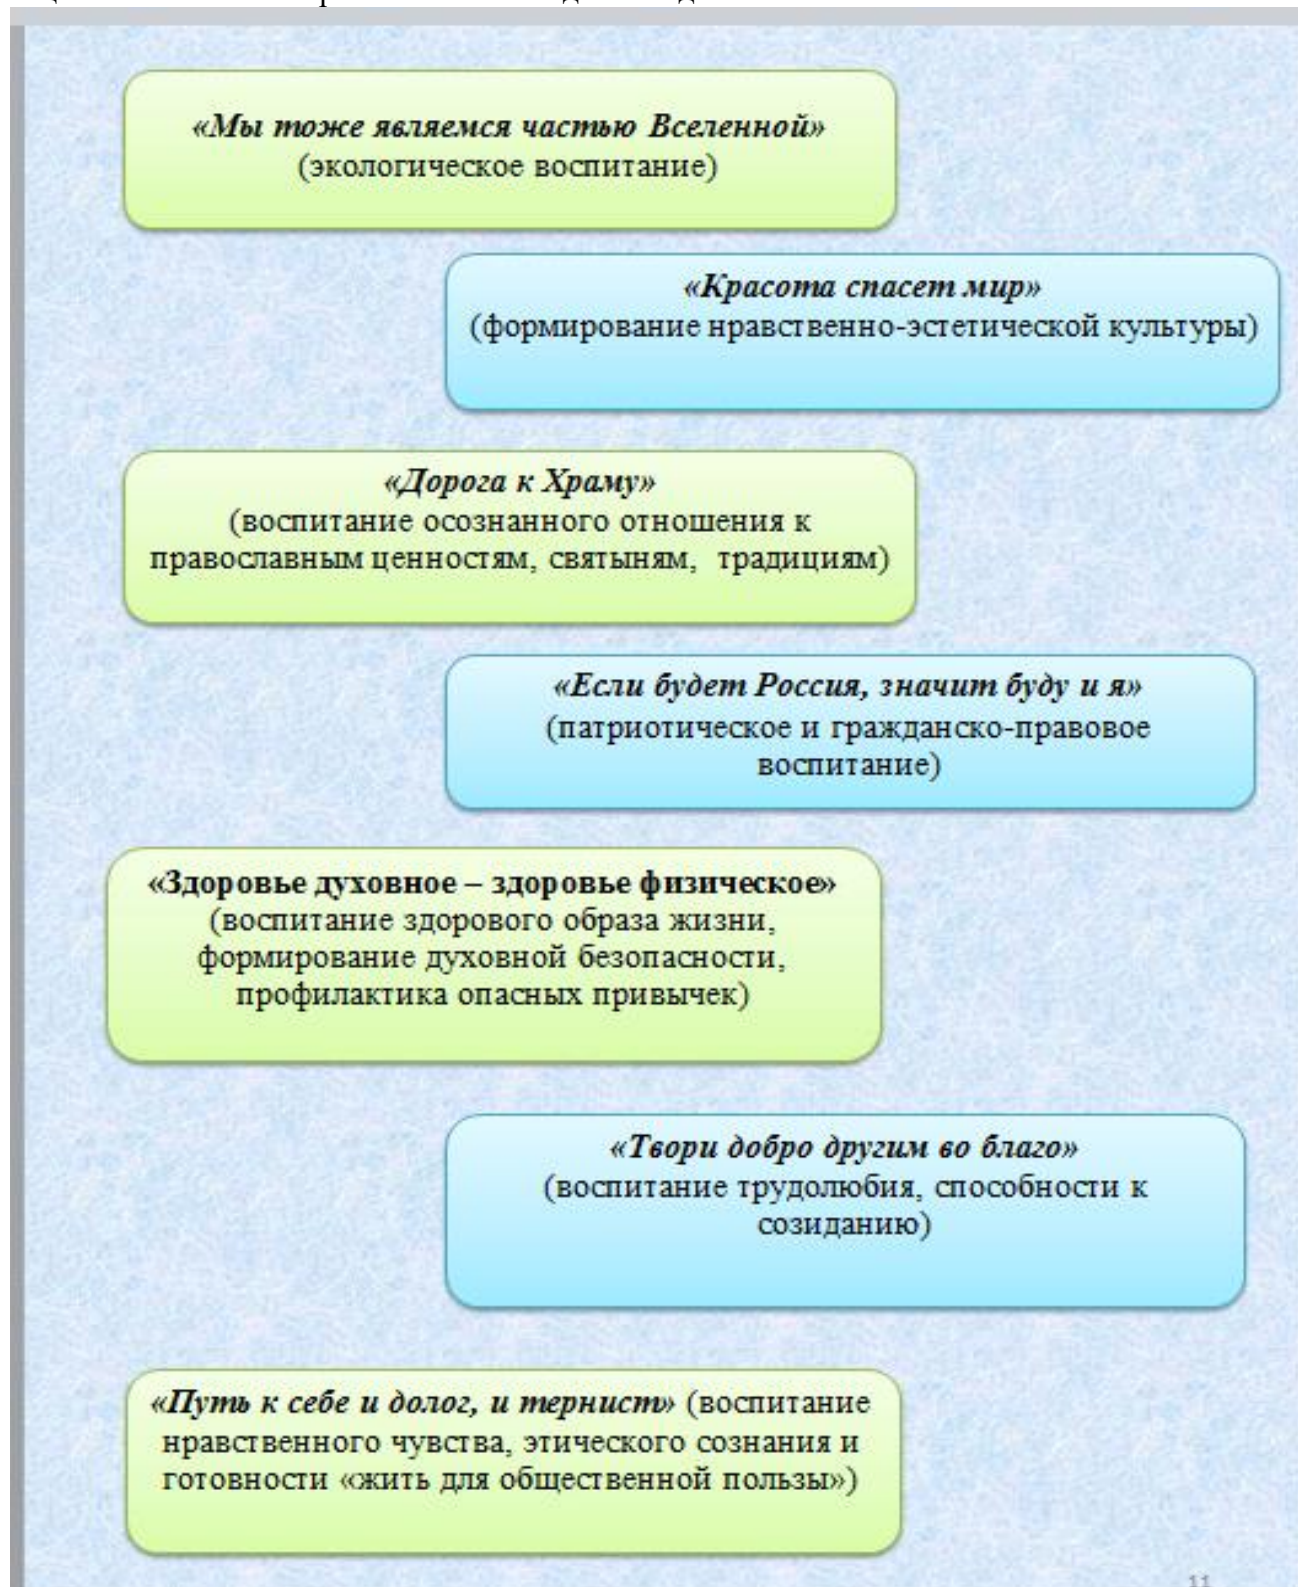 «Мы тоже являемся частью Вселенной»
(экологическое воспитание)
«Красота спасет мир»
(формирование нравственно-эстетической культуры)
«Дорога к Храму»
(воспитание осознанного отношения к
православным ценностям, святыням, традициям)
«Если будет Россия, значит буду и я»
(патриотическое и гражданско-правовое
воспитание)
«Здоровье духовное – здоровье физическое»
(воспитание здорового образа жизни,
формирование духовной безопасности,
профилактика опасных привычек)
«Твори добро другим во благо»
(воспитание трудолюбия, способности к
созиданию)
«Путь к себе и долог, и тернист» (воспитание
нравственного чувства, этического сознания и
готовности «жить для общественной пользы»)
11